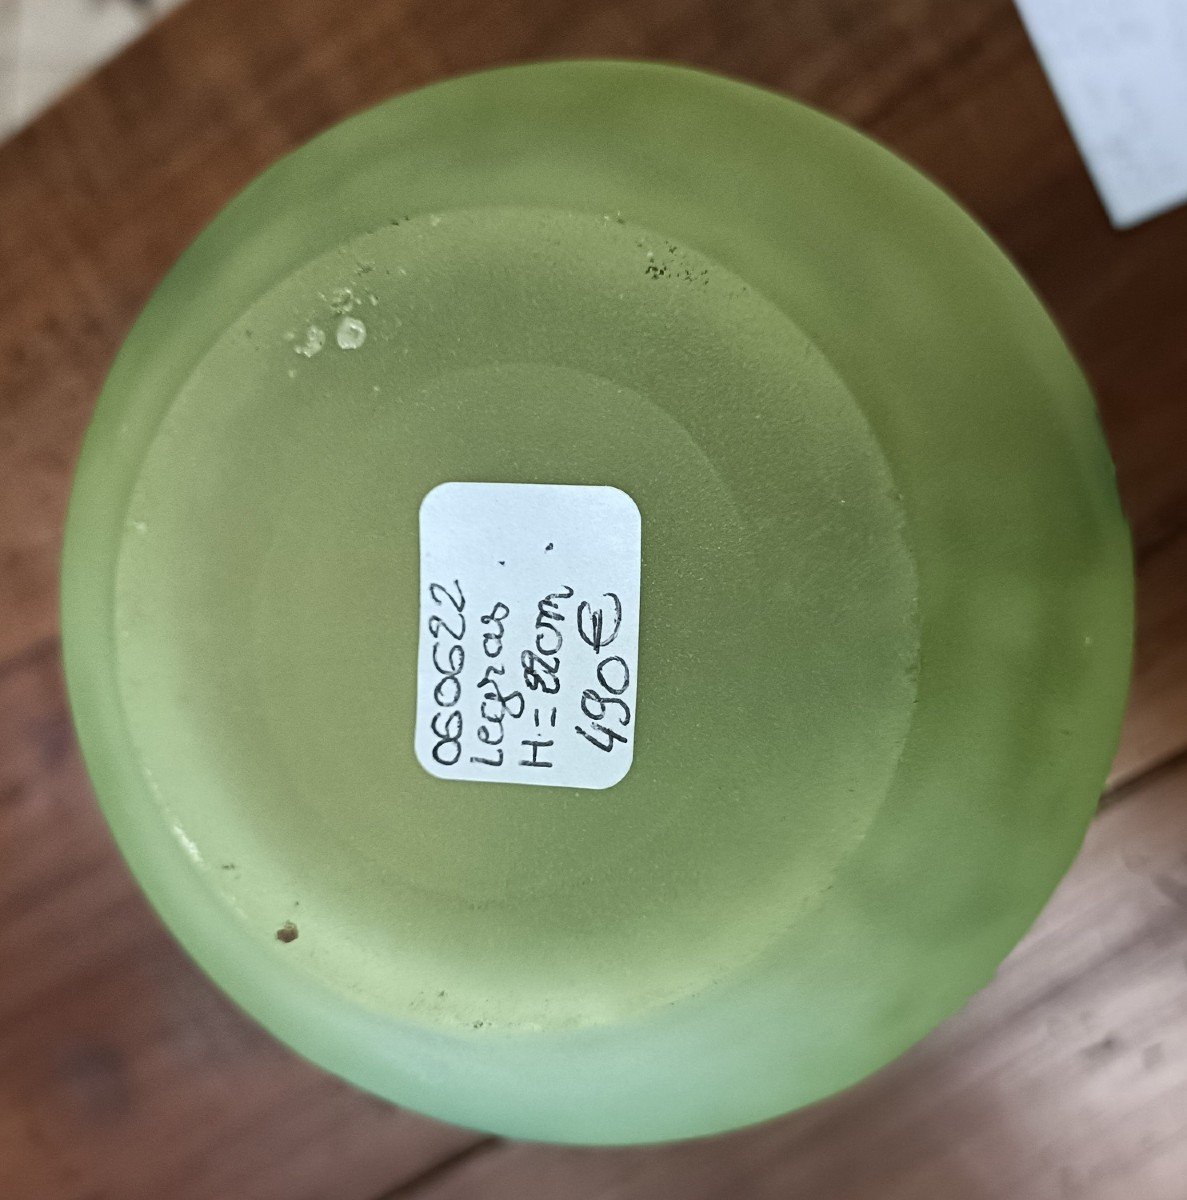 060622
Legras
H = 22cm
490€